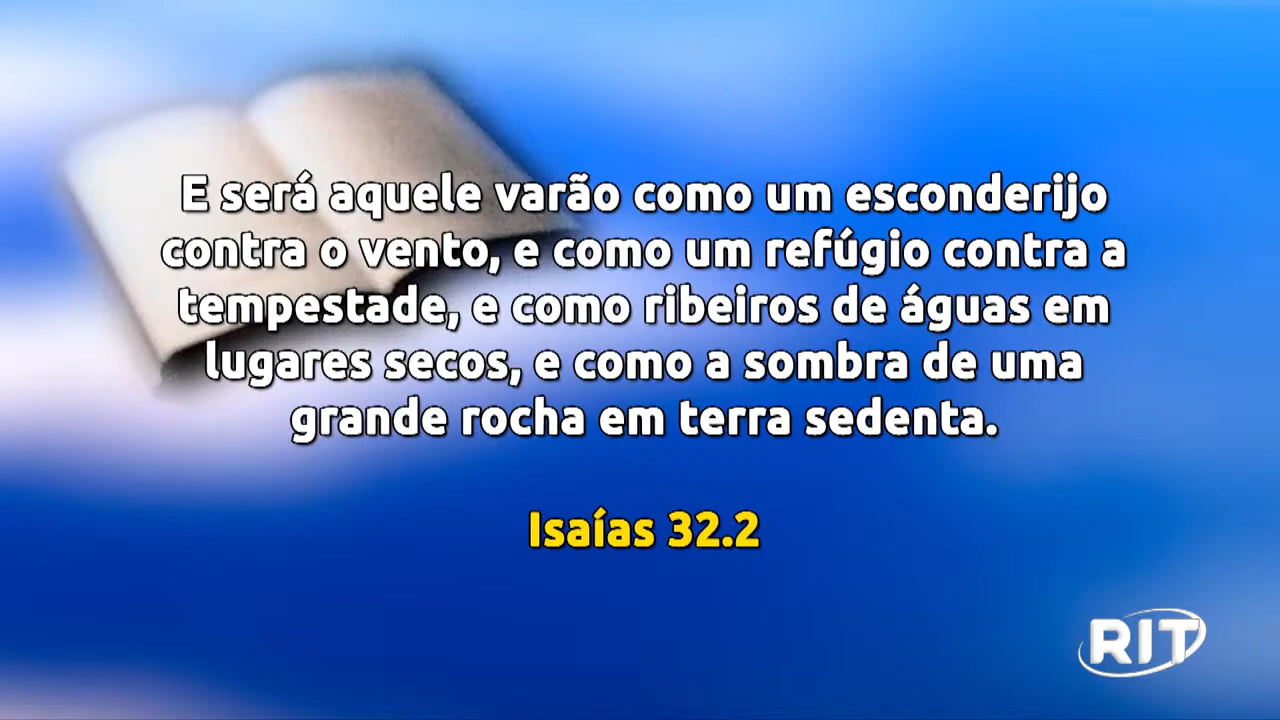 E será aquele varão como um esconderijo
contra o vento, e como um refúgio contra a
tempestade, e como ribeiros de águas em
lugares secos, e como a sombra de uma
grande rocha em terra sedenta.
Isaías 32.2
RIT